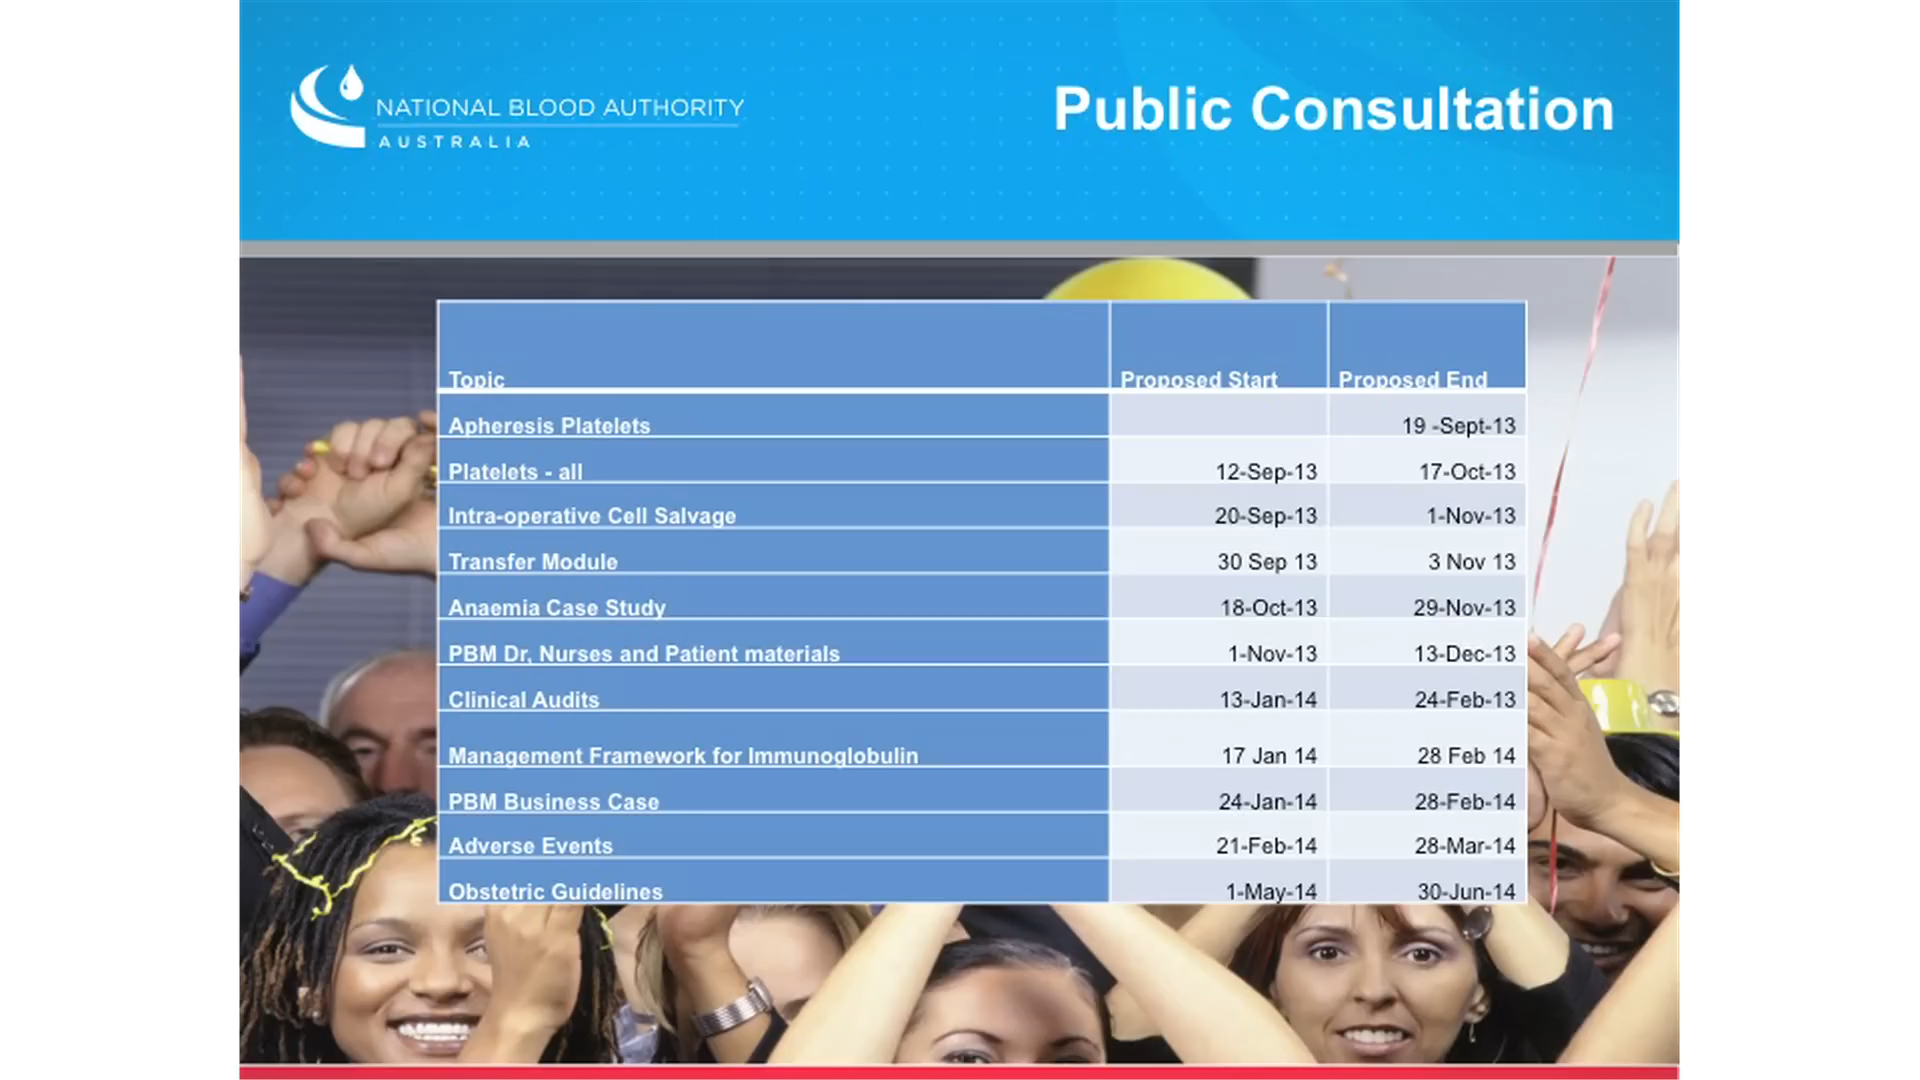 NATIONAL BLOOD AUTHORITY
AUSTRALIA
Public Consultation
Topic Proposed Start Proposed End
Apheresis Platelets 19 -Sept-13
Platelets - all 12-Sep-13 17-Oct-13
Intra-operative Cell Salvage 20-Sep-13 1-Nov-13
Transfer Module 30 Sep 13 3 Nov 13
Anaemia Case Study 18-Oct-13 29-Nov-13
PBM Dr, Nurses and Patient materials 1-Nov-13 13-Dec-13
Clinical Audits 13-Jan-14 24-Feb-13
Management Framework for Immunoglobulin 17 Jan 14 28 Feb 14
PBM Business Case 24-Jan-14 28-Feb-14
Adverse Events 21-Feb-14 28-Mar-14
Obstetric Guidelines 1-May-14 30-Jun-14